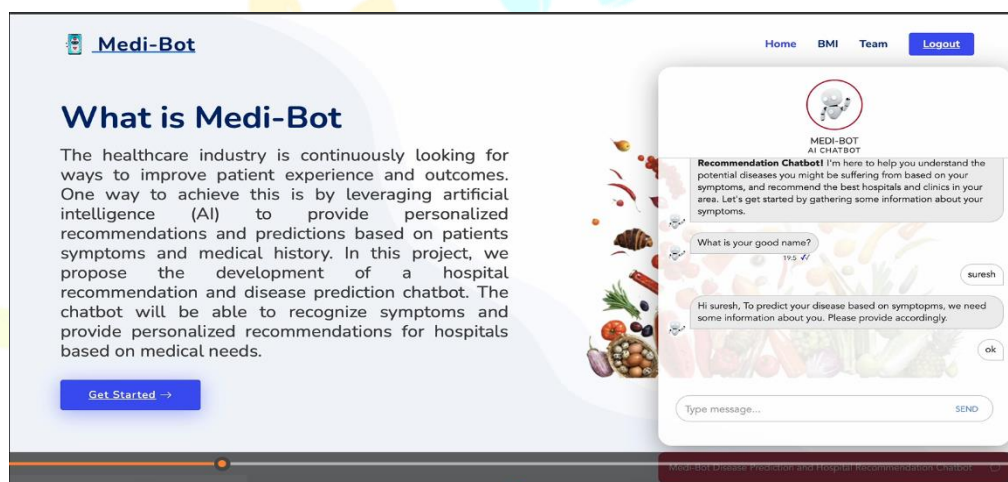 Medi-Bot
Home BMI Team Logout
What is Medi-Bot
The healthcare industry is continuously looking for
ways to improve patient experience and outcomes.
One way to achieve this is by leveraging artificial
intelligence (AI) to provide personalized
recommendations and predictions based on patients
symptoms and medical history. In this project, we
propose the development of a hospital
recommendation and disease prediction chatbot. The
chatbot will be able to recognize symptoms and
provide personalized recommendations for hospitals
based on medical needs.
Get Started →
MEDI-BOT
AI CHATBOT
Recommendation Chatbot! I'm here to help you understand the
potential diseases you might be suffering from based on your
symptoms, and recommend the best hospitals and clinics in your
area. Let's get started by gathering some information about your
symptoms.
What is your good name?
19:5
suresh
Hi suresh, To predict your disease based on symptopms, we need
some information about you. Please provide accordingly.
ok
Type message... SEND
Medi-Bot Disease Prediction and Hospital Recommendation Chatbot